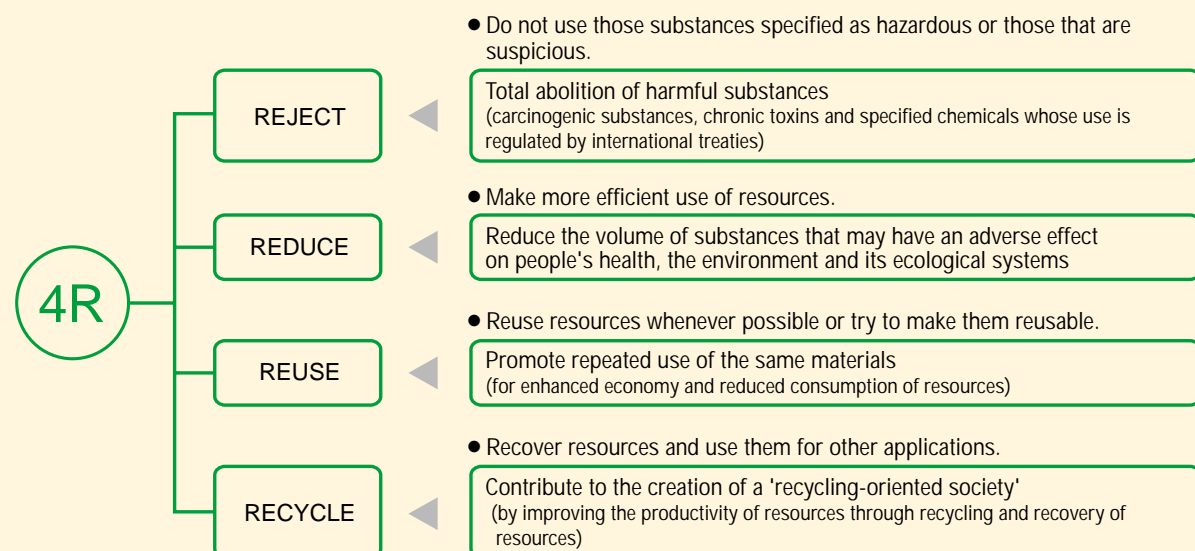 4R
● Do not use those substances specified as hazardous or those that are
suspicious.
REJECT
Total abolition of harmful substances
(carcinogenic substances, chronic toxins and specified chemicals whose use is
regulated by international treaties)
● Make more efficient use of resources.
REDUCE
Reduce the volume of substances that may have an adverse effect
on people's health, the environment and its ecological systems
● Reuse resources whenever possible or try to make them reusable.
REUSE
Promote repeated use of the same materials
(for enhanced economy and reduced consumption of resources)
● Recover resources and use them for other applications.
RECYCLE
Contribute to the creation of a 'recycling-oriented society'
(by improving the productivity of resources through recycling and recovery of
resources)